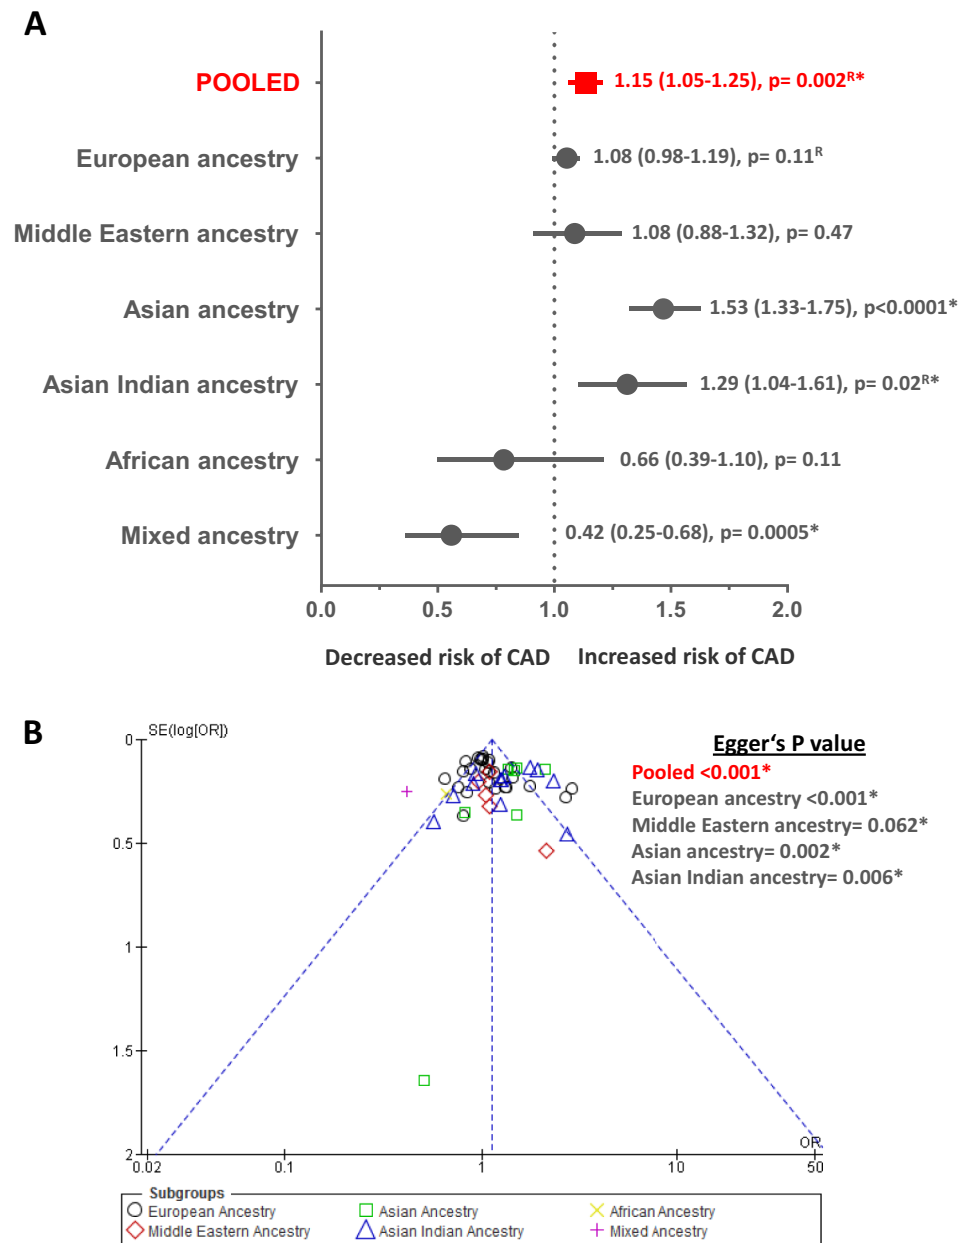 A
POOLED
1.15 (1.05-1.25), p= 0.002R*
European ancestry
1.08 (0.98-1.19), p= 0.11R
Middle Eastern ancestry
1.08 (0.88-1.32), p= 0.47
Asian ancestry
1.53 (1.33-1.75), p<0.0001*
Asian Indian ancestry
1.29 (1.04-1.61), p= 0.02R*
African ancestry
0.66 (0.39-1.10), p= 0.11
Mixed ancestry
0.42 (0.25-0.68), p= 0.0005*
0.0 0.5 1.0 1.5 2.0
Decreased risk of CAD Increased risk of CAD
B
SE(log[OR])
0
0.5
1
1.5
2
Egger‘s P value
Pooled <0.001*
European ancestry <0.001*
Middle Eastern ancestry= 0.062*
Asian ancestry= 0.002*
Asian Indian ancestry= 0.006*
OR
0.02 0.1 1 10 50
Subgroups
European Ancestry Asian Ancestry African Ancestry
Middle Eastern Ancestry Asian Indian Ancestry Mixed Ancestry